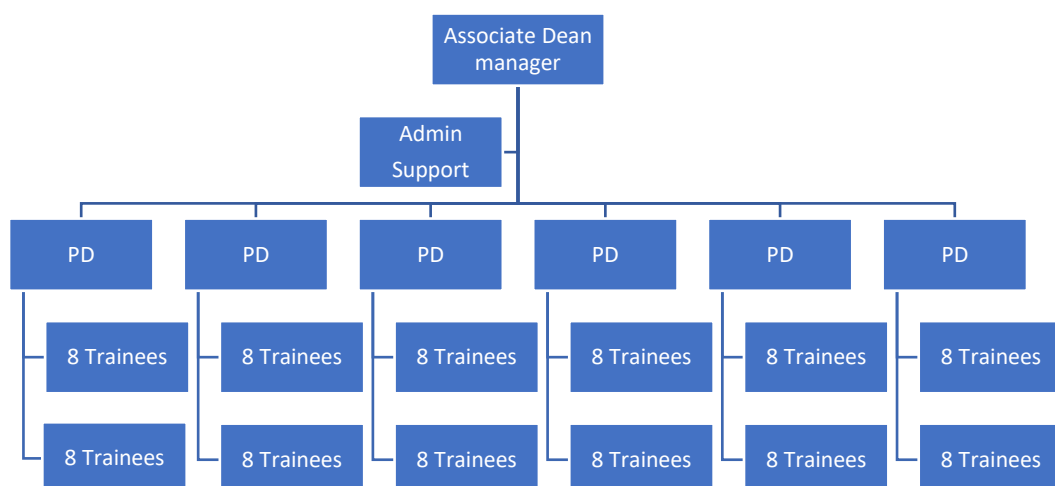 Associate Dean
manager
Admin
Support
PD
PD
PD
PD
PD
PD
8 Trainees
8 Trainees
8 Trainees
8 Trainees
8 Trainees
8 Trainees
8 Trainees
8 Trainees
8 Trainees
8 Trainees
8 Trainees
8 Trainees